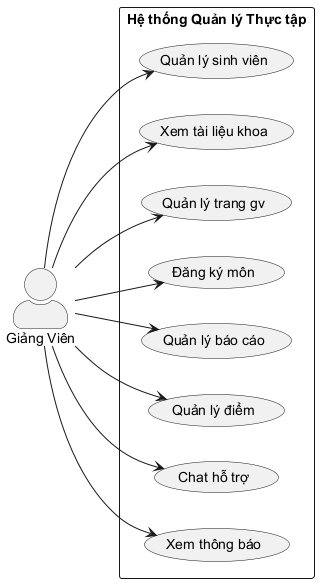 Hệ thống Quản lý Thực tập
Quản lý sinh viên
Xem tài liệu khoa
Quản lý trang gv
Đăng ký môn
Quản lý báo cáo
Quản lý điểm
Chat hỗ trợ
Xem thông báo
Giảng Viên